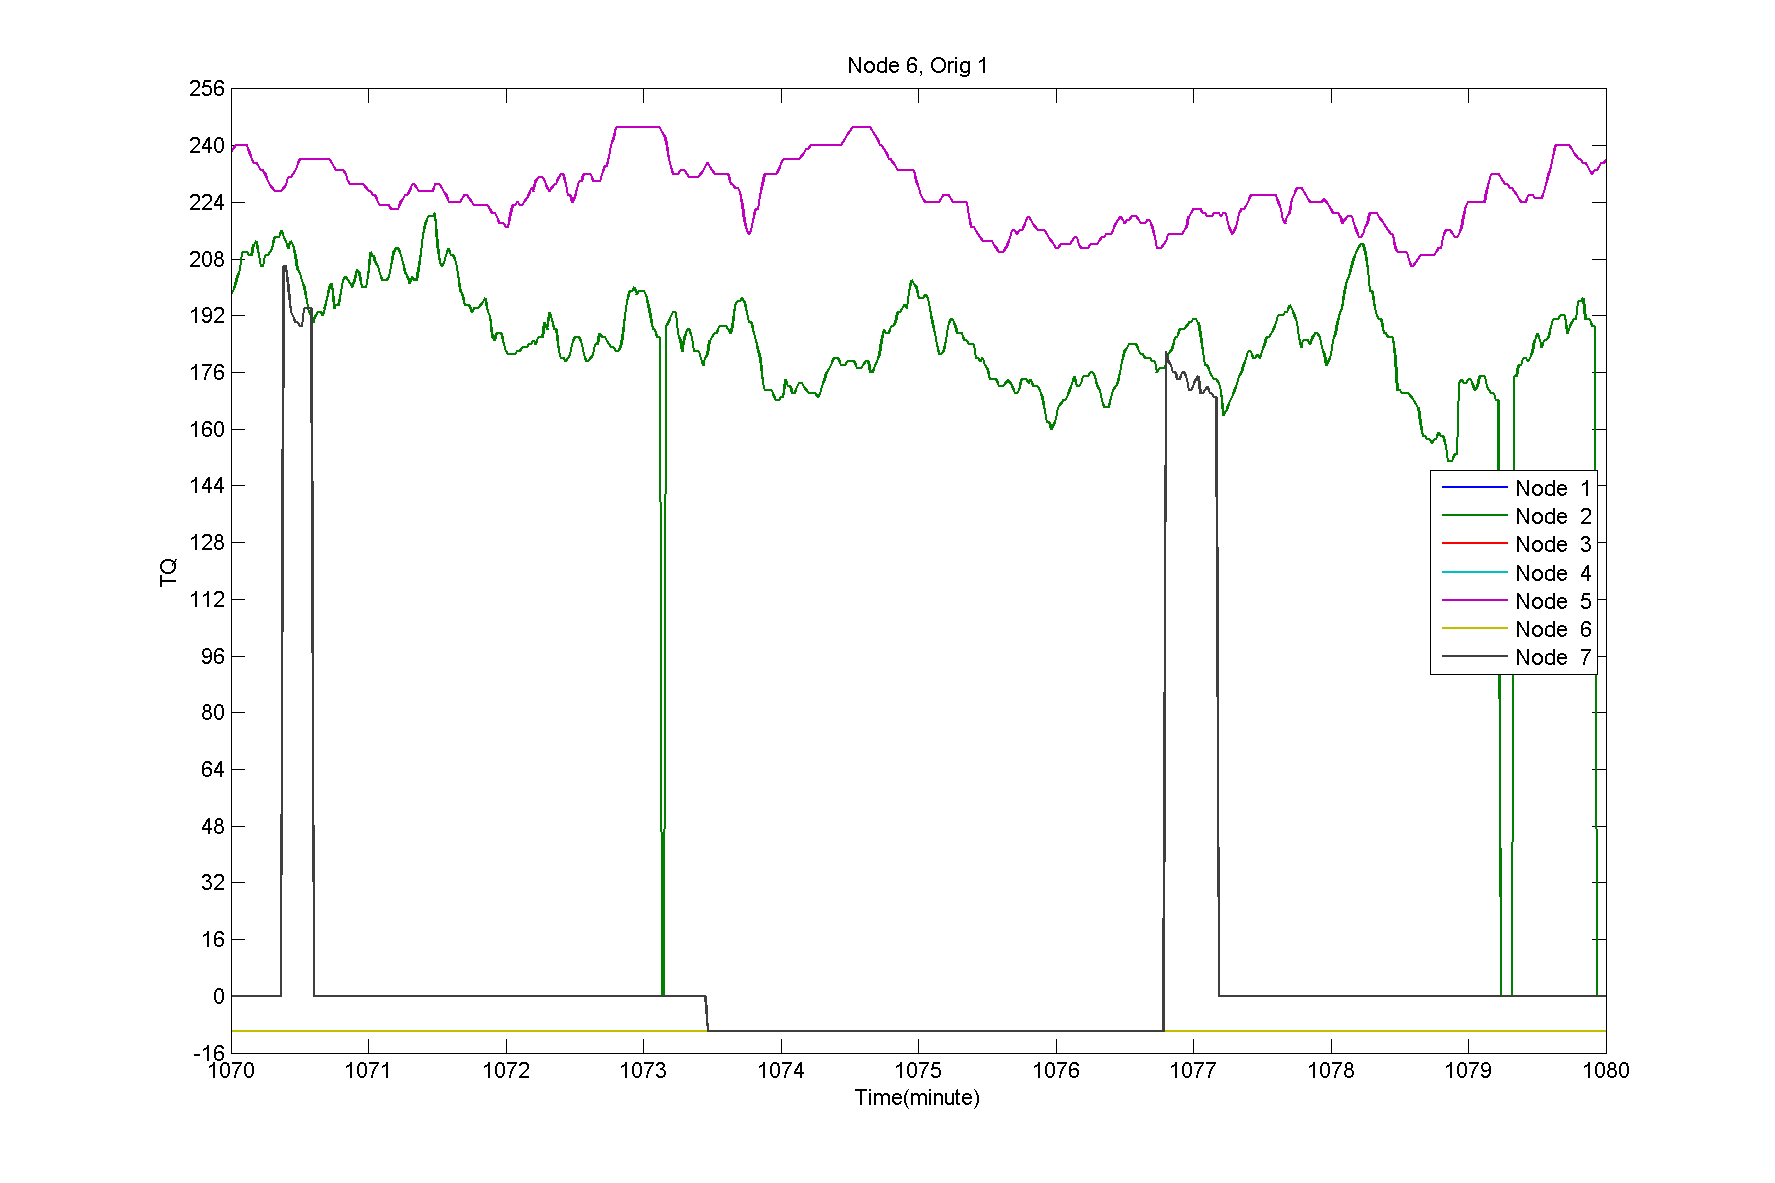 Node 6, Orig 1
256
240
224
208
192
176
160
144
128
112
96
80
64
48
32
16
0
-16
TQ
Node 1
Node 2
Node 3
Node 4
Node 5
Node 6
Node 7
1070 1071 1072 1073 1074 1075 1076 1077 1078 1079 1080
Time(minute)